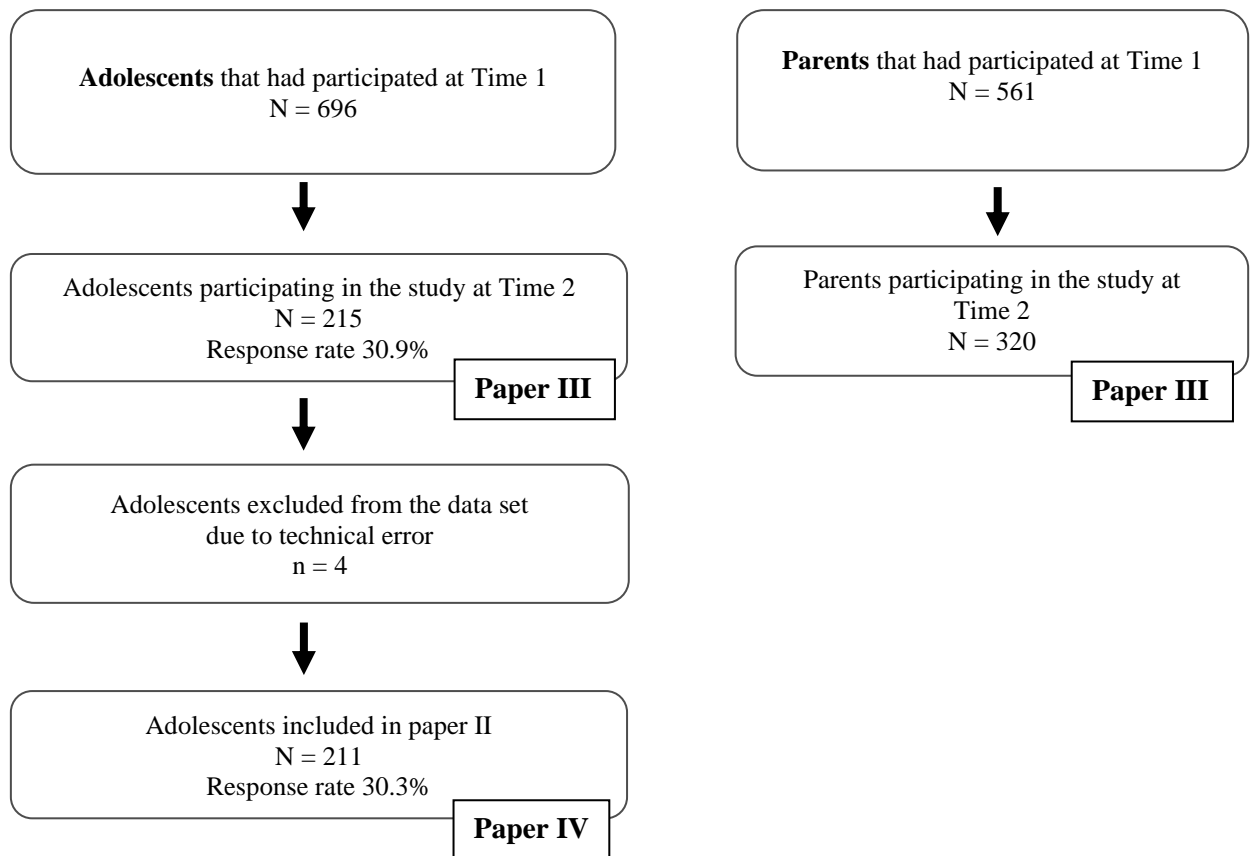 Adolescents that had participated at Time 1
N = 696
Parents that had participated at Time 1
N = 561
Adolescents participating in the study at Time 2
N = 215
Response rate 30.9%
Paper III
Parents participating in the study at
Time 2
N = 320
Paper III
Adolescents excluded from the data set
due to technical error
n = 4
Adolescents included in paper II
N = 211
Response rate 30.3%
Paper IV